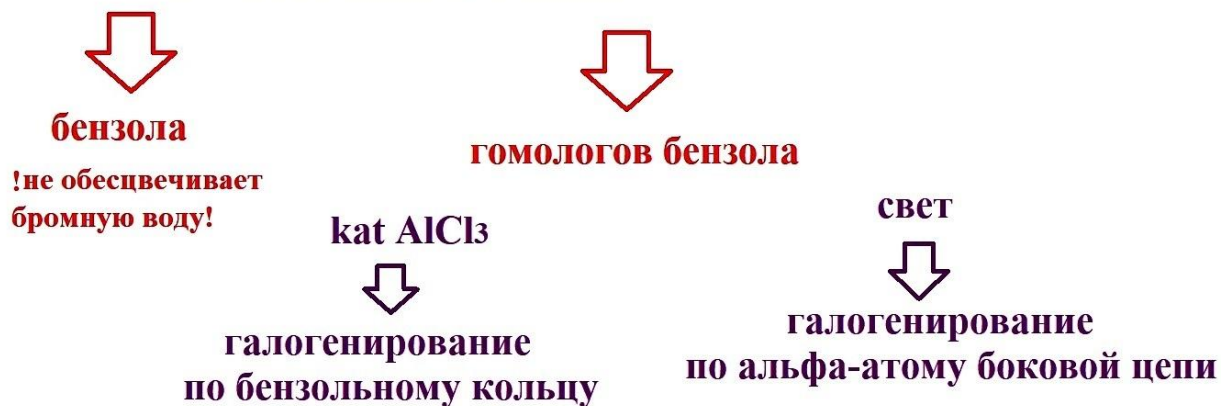 бензола
!не обесцвечивает
бромную воду!
гомологов бензола
kat AlCl3
галогенирование
по бензольному кольцу
свет
галогенирование
по альфа-атому боковой цепи